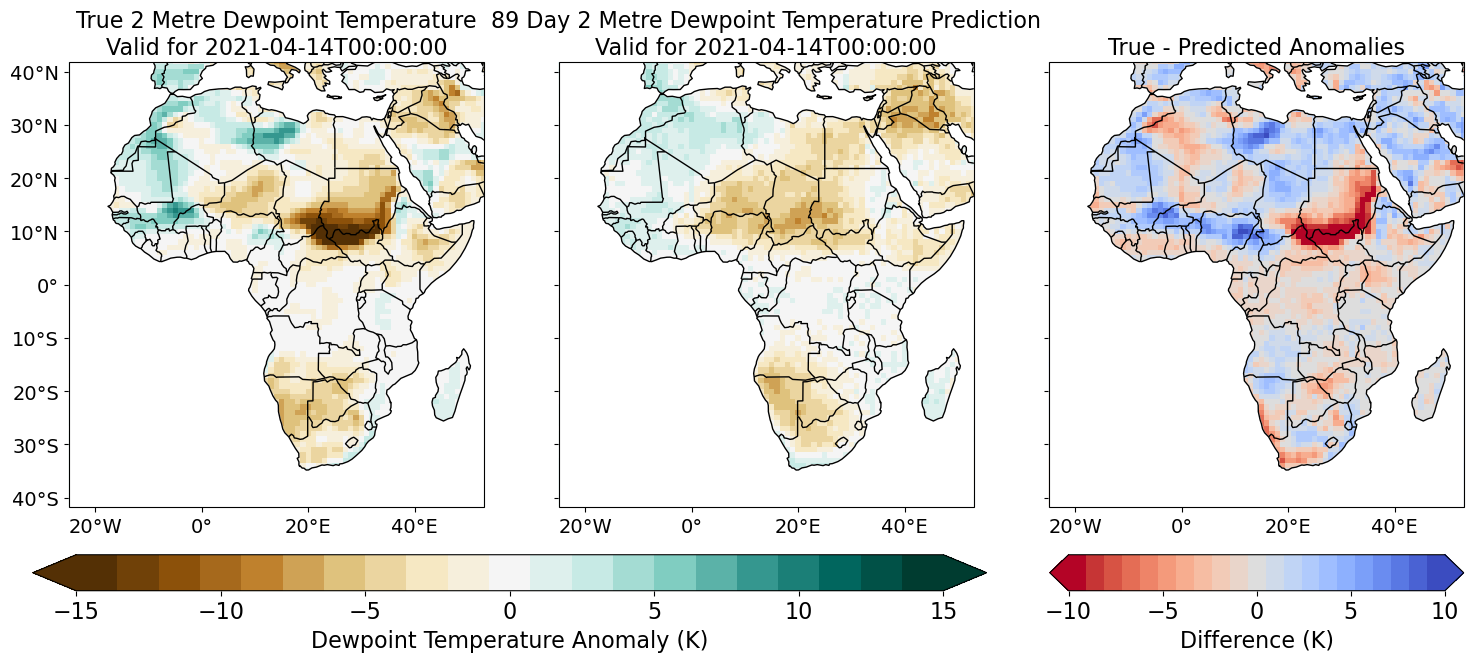 True 2 Metre Dewpoint Temperature
Valid for 2021-04-14T00:00:00
89 Day 2 Metre Dewpoint Temperature Prediction
Valid for 2021-04-14T00:00:00
True - Predicted Anomalies
40°N
30°N
20°N
10°N
0°
10°S
20°S
30°S
40°S
20°W 0° 20°E 40°E
20°W 0° 20°E 40°E
20°W 0° 20°E 40°E
−15 −10 −5 0 5 10 15
Dewpoint Temperature Anomaly (K)
−10 −5 0 5 10
Difference (K)